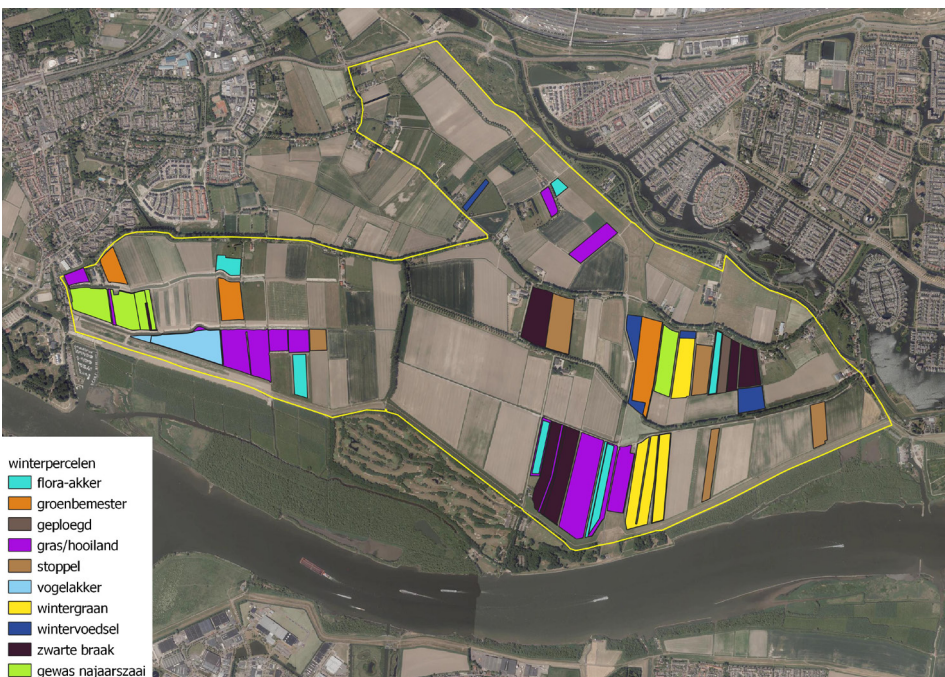 winterpercelen
flora-akker
groenbemester
geploegd
gras/hooiland
stoppel
vogelakker
wintergraan
wintervoedsel
zwarte braak
gewas najaarszaai